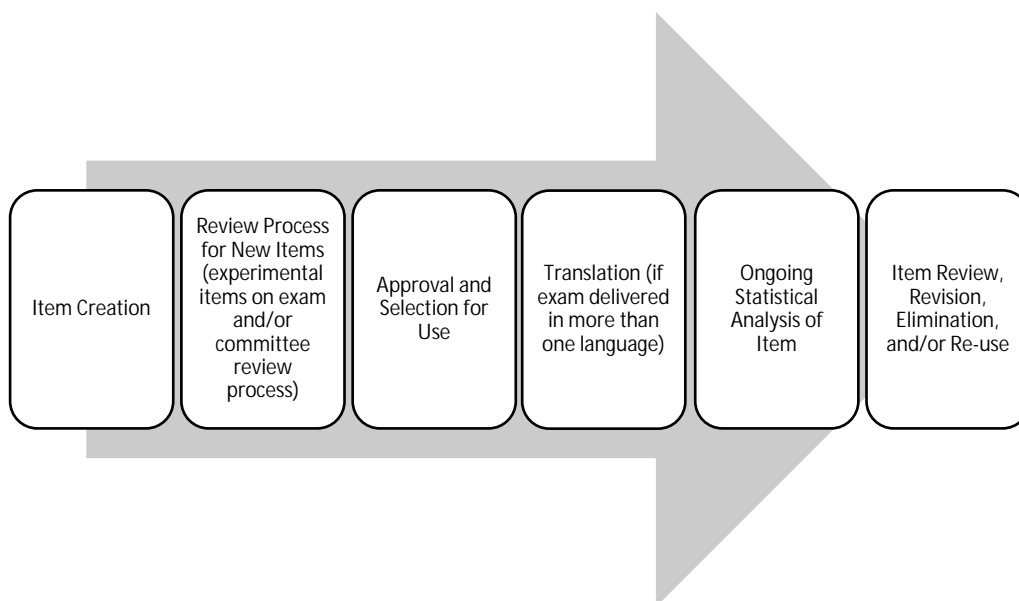 Item Creation
Review Process
for New Items
(experimental
items on exam
and/or
committee
review
process)
Approval and
Selection for
Use
Translation (if
exam delivered
in more than
one language)
Ongoing
Statistical
Analysis of
Item
Item Review,
Revision,
Elimination,
and/or Re-use